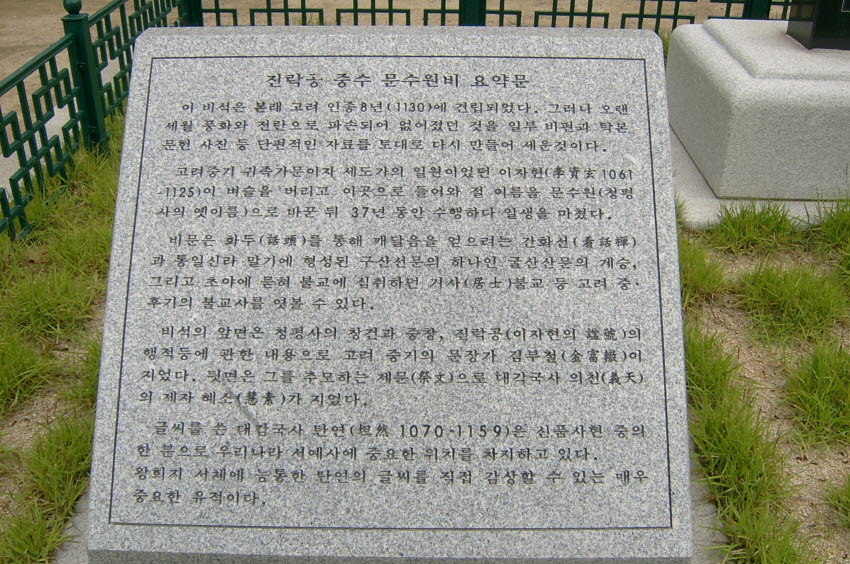 진락공 중수 문수원비 요약문
이 비석은 본래 고려 인종8년(1130)에 건립되었다. 그러나 오랜
세월 풍화와 전란으로 파손되어 없어졌던 것을 일부 비편과 탁본
문헌 사진 등 단편적인 자료를 토대로 다시 만들어 세운것이다.
고려중기 귀족가문이자 세도가의 일원이었던 이자현(李資玄1061
-1125)이 벼슬을 버리고 이곳으로 들어와 절 이름을 문수원(청평
사의 옛이름)으로 바꾼 뒤 37년 동안 수행하다 일생을 마쳤다.
비문은 화두(話頭)를 통해 깨달음을 얻으려는 간화선(看話禪)
과 통일신라 말기에 형성된 구산선문의 하나인 굴산산문의 계승,
그리고 초야에 묻혀 불교에 심취하던 거사(居士)불교 등 고려 중·
후기의 불교사를 엿볼 수 있다.
비석의 앞면은 청평사의 창건과 중창, 진락공(이자현의 諡號)의
행적등에 관한 내용으로 고려 중기의 문장가 김부철(金富轍)이
지었다. 뒷면은 그를 추모하는 제문(祭文)으로 대각국사 의천(義天)
의 제자 혜소(慧素)가 지었다.
글씨를 쓴 대감국사 탄연(坦然 1070-1159)은 신품사현 중의
한 분으로 우리나라 서예사에 중요한 위치를 차지하고 있다.
왕희지 서체에 능통한 탄연의 글씨를 직접 감상할 수 있는 매우
중요한 유적이다.